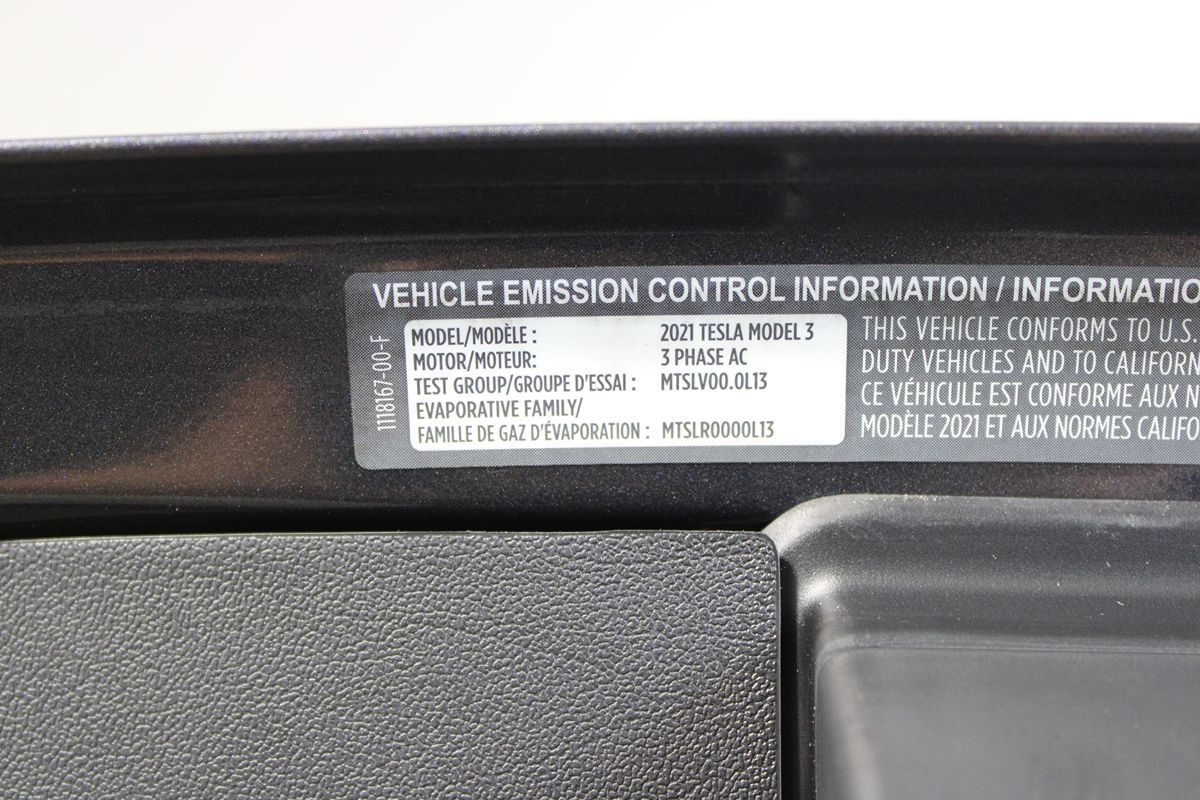 VEHICLE EMISSION CONTROL INFORMATION / INFORMATIO
1118167-00-F
MODEL/MODÈLE : 2021 TESLA MODEL 3
MOTOR/MOTEUR: 3 PHASE AC
TEST GROUP/GROUPE D'ESSAI : MTSLV00.0L13
EVAPORATIVE FAMILY/
FAMILLE DE GAZ D'ÉVAPORATION : MTSLR0000L13
THIS VEHICLE CONFORMS TO U.S.
DUTY VEHICLES AND TO CALIFORN
CE VÉHICULE EST CONFORME AUX N
MODÈLE 2021 ET AUX NORMES CALIFO